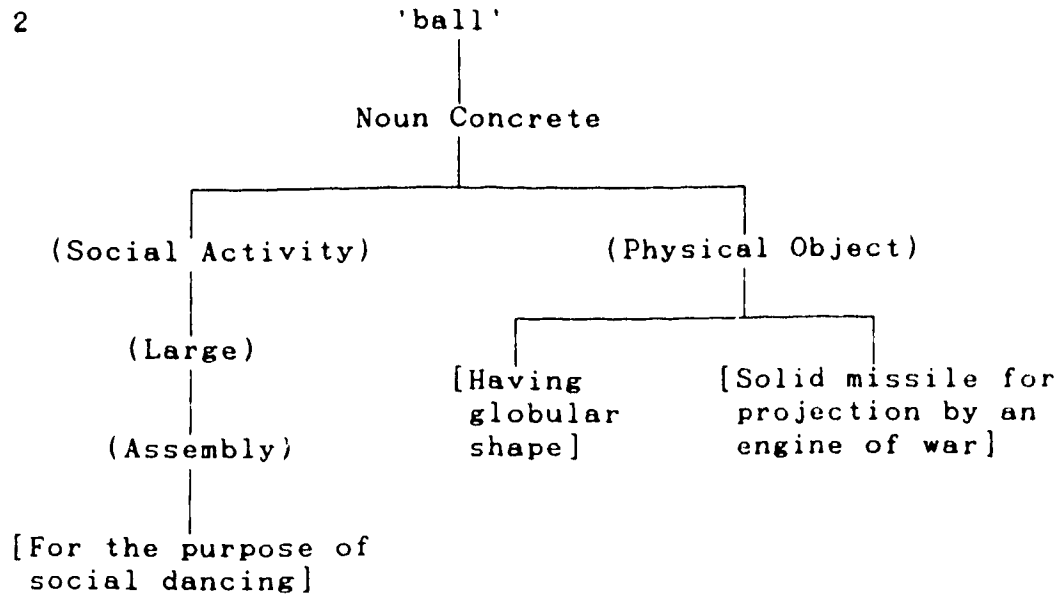 2
'ball'
Noun Concrete
(Social Activity)
(Physical Object)
(Large)
[Having
globular
shape]
[Solid missile for
projection by an
engine of war]
(Assembly)
[For the purpose of
social dancing]